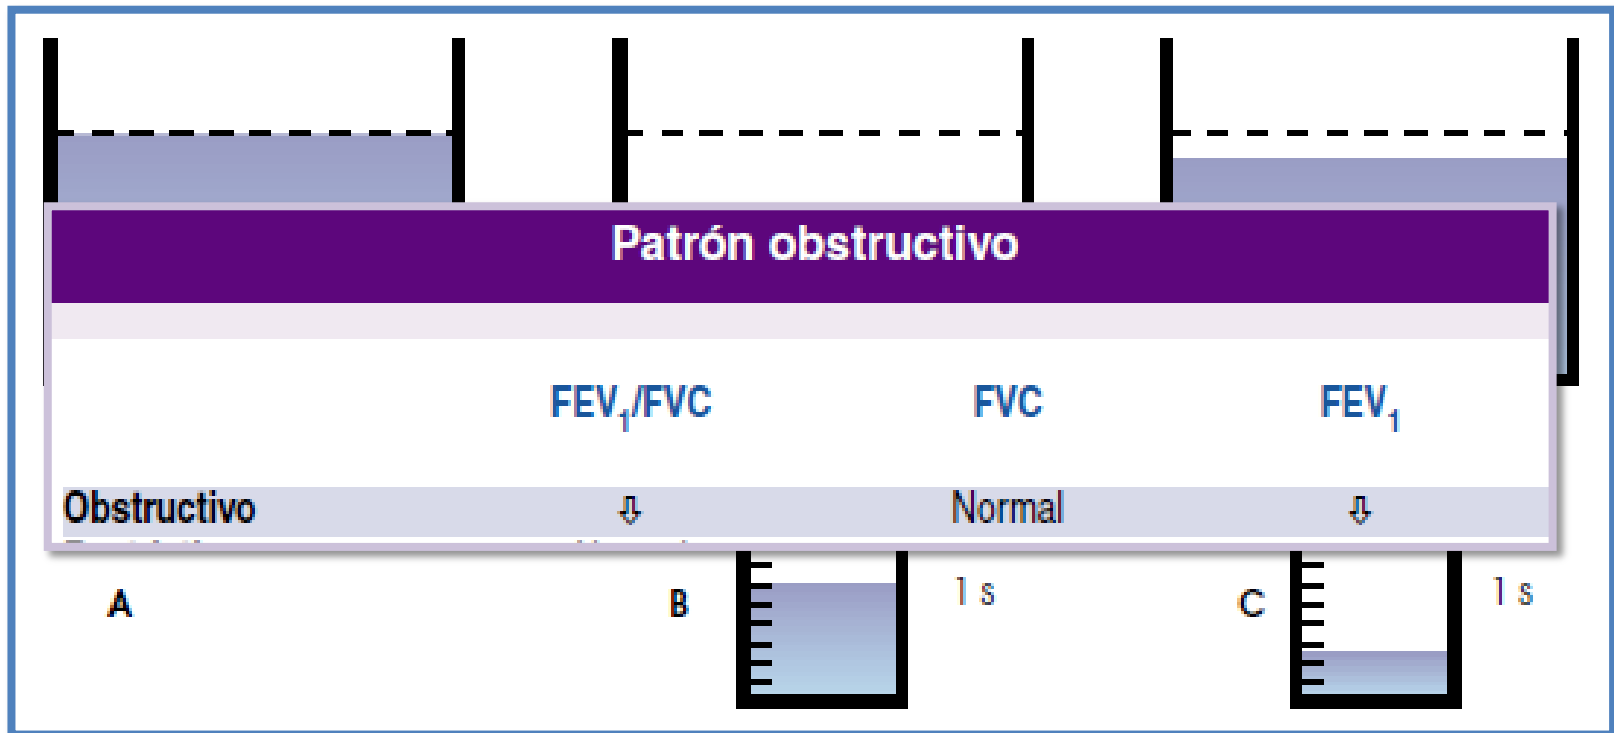 Patrón obstructivo
FEV₁/FVC FVC FEV₁
Obstructivo ⇩ Normal ⇩
A B 1 s C 1 s